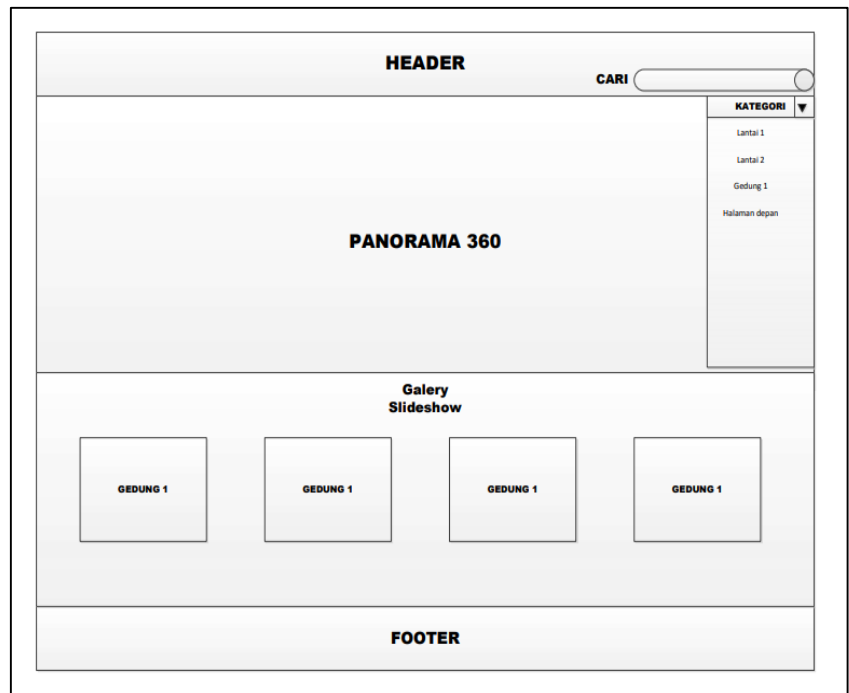 HEADER
CARI
KATEGORI
Lantai 1
Lantai 2
Gedung 1
Halaman depan
PANORAMA 360
Galery
Slideshow
GEDUNG 1
GEDUNG 1
GEDUNG 1
GEDUNG 1
FOOTER